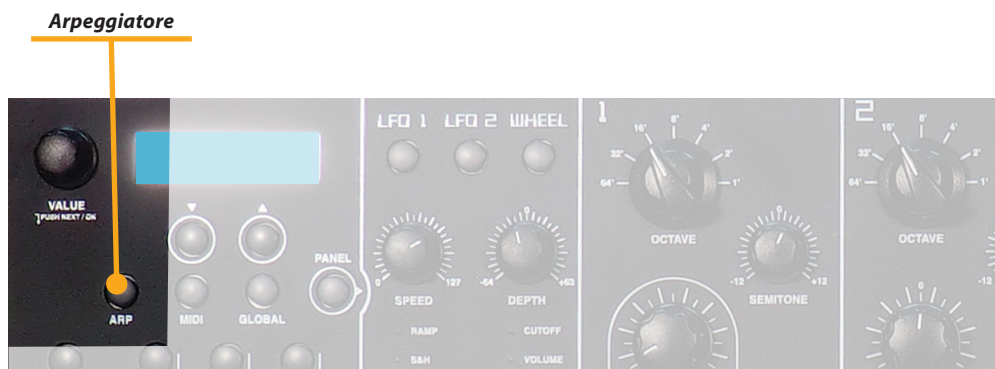 Arpeggiatore
LFO 1 LFO 2 WHEEL
1
2
64' 32' 16' 8' 4' 2' 1'
64' 32' 16' 8' 4' 2' 1'
VALUE
PUSH NEXT / OK
OCTAVE
OCTAVE
PANEL
0
0
0
-12 +12
-12
0 127
-64 +63
SPEED
DEPTH
SEMITONE
ARP
MIDI
GLOBAL
RAMP
CUTOFF
S&H
VOLUME